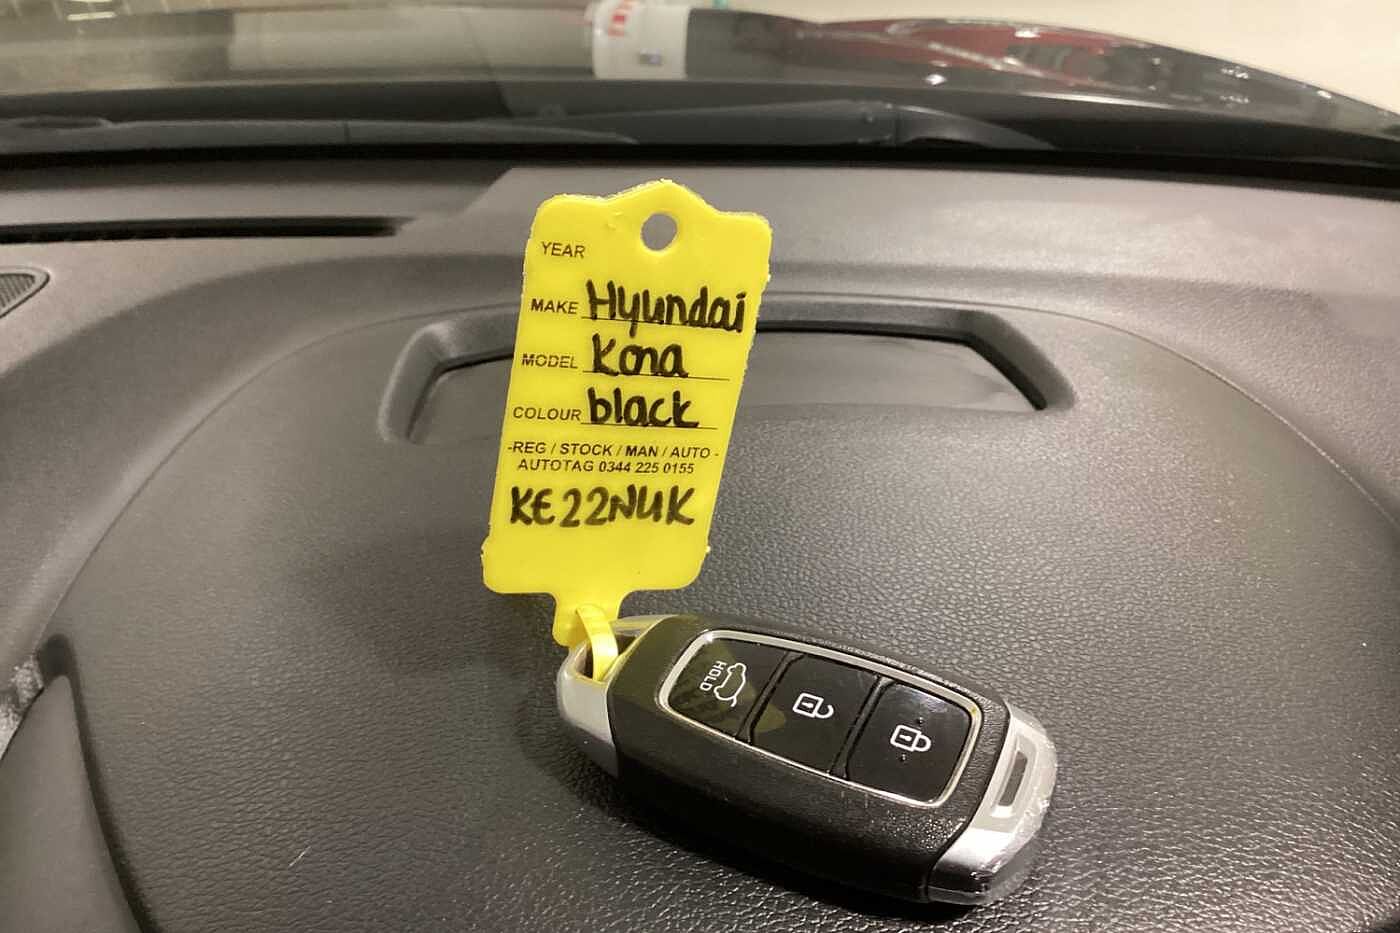 YEAR
MAKE Hyundai
MODEL Kona
COLOUR black
-REG / STOCK / MAN / AUTO -
AUTOTAG 0344 225 0155
KE22NUK
HOLD